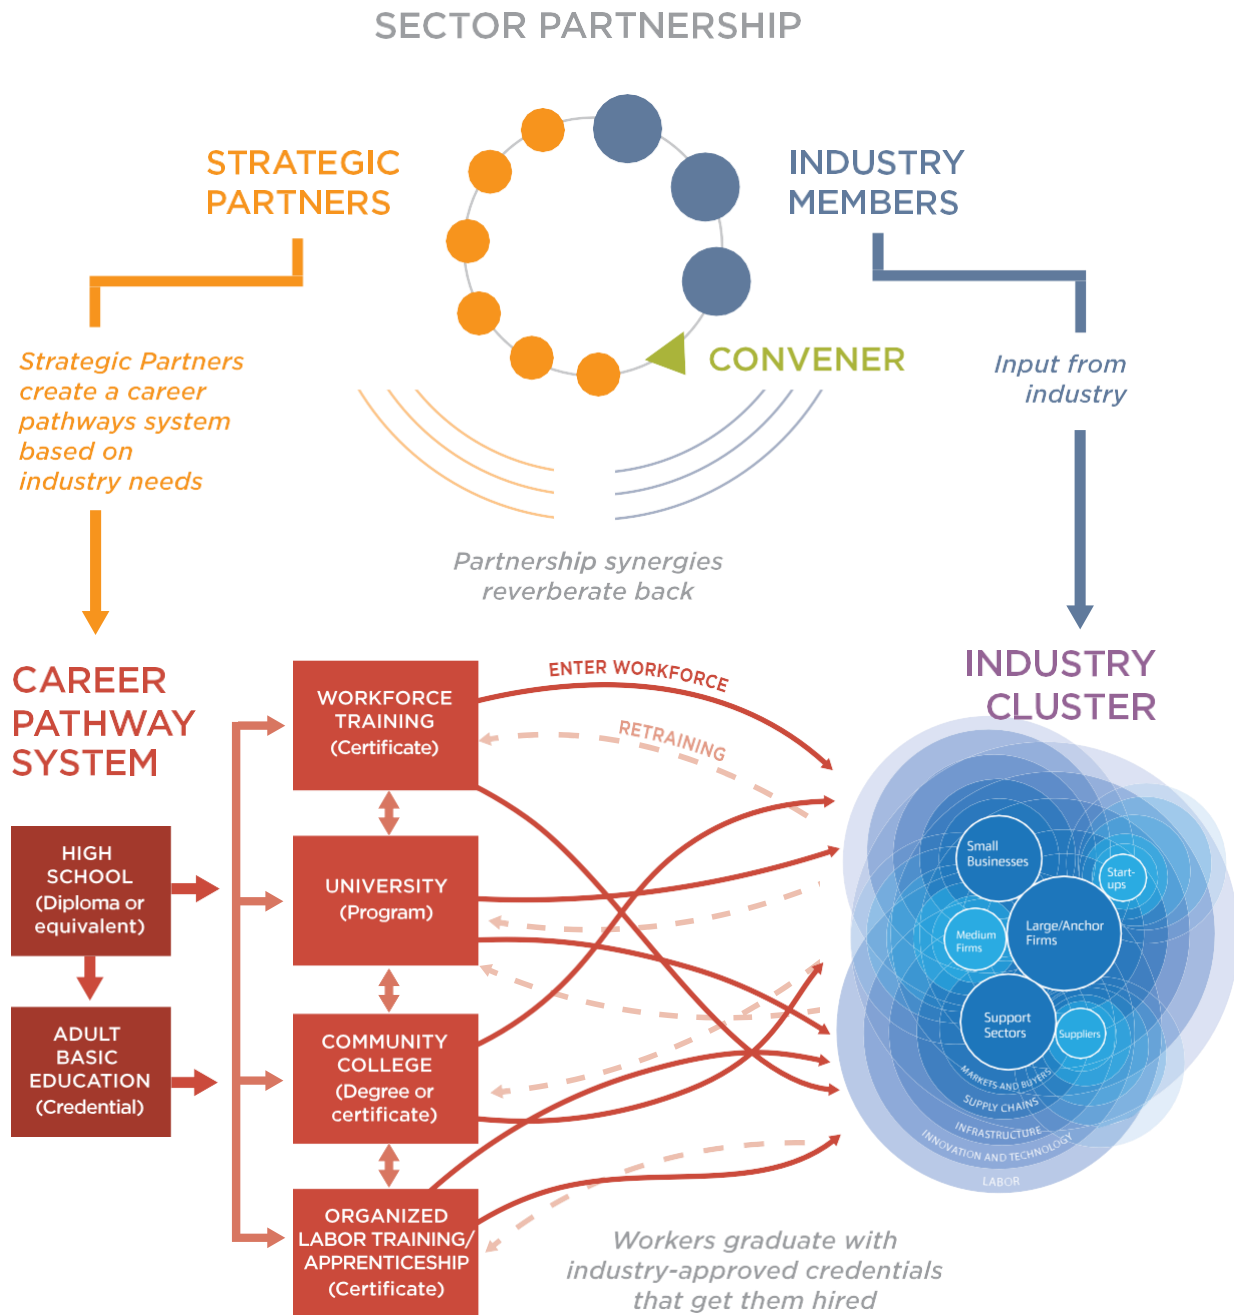 SECTOR PARTNERSHIP
STRATEGIC
PARTNERS
INDUSTRY
MEMBERS
CONVENER
Strategic Partners
create a career
pathways system
based on
industry needs
Input from
industry
Partnership synergies
reverberate back
CAREER
PATHWAY
SYSTEM
INDUSTRY
CLUSTER
HIGH
SCHOOL
(Diploma or
equivalent)
ADULT
BASIC
EDUCATION
(Credential)
WORKFORCE
TRAINING
(Certificate)
UNIVERSITY
(Program)
COMMUNITY
COLLEGE
(Degree or
certificate)
ORGANIZED
LABOR TRAINING/
APPRENTICESHIP
(Certificate)
ENTER WORKFORCE
RETRAINING
Small
Businesses
Start-
ups
Large/Anchor
Firms
Medium
Firms
Support
Sectors
Suppliers
MARKETS AND BUYERS
SUPPLY CHAINS
INFRASTRUCTURE
INNOVATION AND TECHNOLOGY
LABOR
Workers graduate with
industry-approved credentials
that get them hired